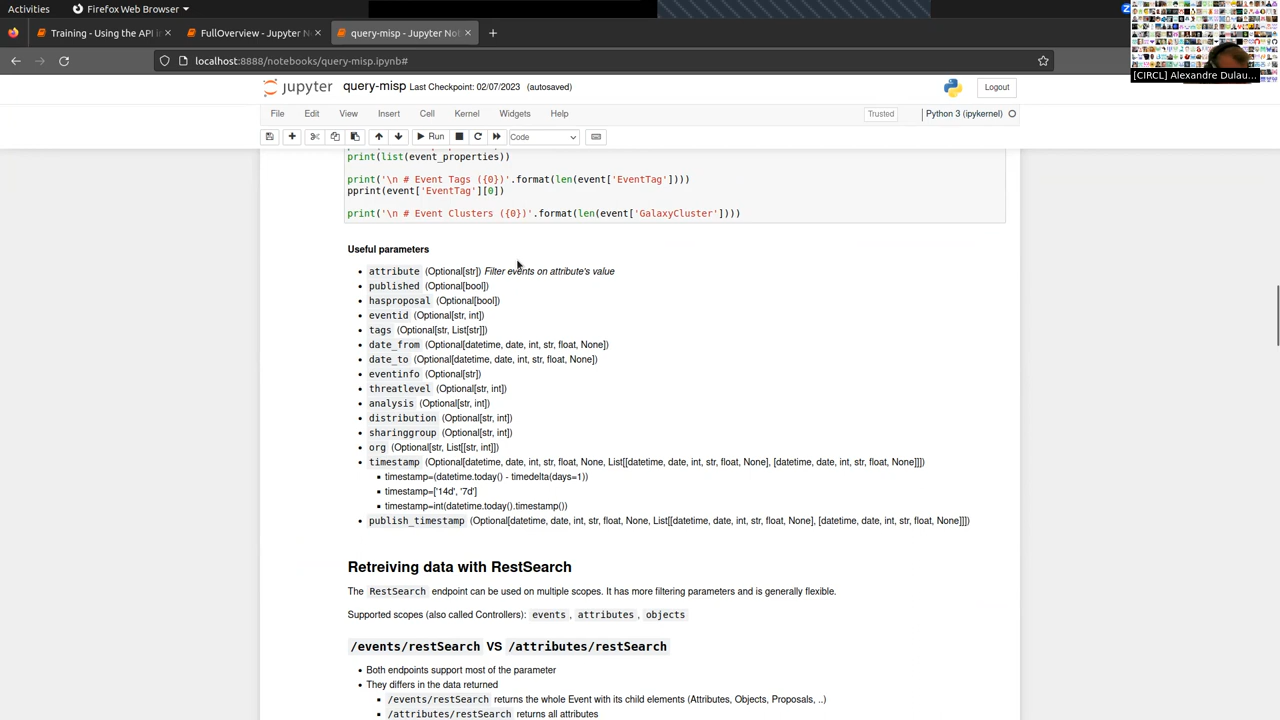 Activities
Firefox Web Browser
Training - Using the API in
FullOverview - Jupyter No
query-misp - Jupyter
localhost:8888/notebooks/query-misp.ipynb#
[CIRCL] Alexandre Dulau...
jupyter query-misp Last Checkpoint: 02/07/2023 (autosaved)
Logout
File Edit View Insert Cell Kernel Widgets Help
Trusted
Python 3 (ipykernel)
Run
Code
print(list(event_properties))
print('\n # Event Tags ({0})'.format(len(event['EventTag'])))
pprint(event['EventTag'][0])
print('\n # Event Clusters ({0})'.format(len(event['GalaxyCluster'])))
Useful parameters
• attribute (Optional[str]) Filter events on attribute's value
• published (Optional[bool])
• hasproposal (Optional[bool])
• eventid (Optional[str, int])
• tags (Optional[str, List[str]])
• date_from (Optional[datetime, date, int, str, float, None])
• date_to (Optional[datetime, date, int, str, float, None])
• eventinfo (Optional[str])
• threatlevel (Optional[str, int])
• analysis (Optional[str, int])
• distribution (Optional[str, int])
• sharinggroup (Optional[str, int])
• org (Optional[str, List[[str, int]])
• timestamp (Optional[datetime, date, int, str, float, None, List[[datetime, date, int, str, float, None], [datetime, date, int, str, float, None]]])
▪ timestamp=(datetime.today() - timedelta(days=1))
▪ timestamp=['14d', '7d']
▪ timestamp=int(datetime.today().timestamp())
• publish_timestamp (Optional[datetime, date, int, str, float, None, List[[datetime, date, int, str, float, None], [datetime, date, int, str, float, None]]])
Retreiving data with RestSearch
The RestSearch endpoint can be used on multiple scopes. It has more filtering parameters and is generally flexible.
Supported scopes (also called Controllers): events, attributes, objects
/events/restSearch VS /attributes/restSearch
• Both endpoints support most of the parameter
• They differs in the data returned
▪ /events/restSearch returns the whole Event with its child elements (Attributes, Objects, Proposals, ..)
▪ /attributes/restSearch returns all attributes